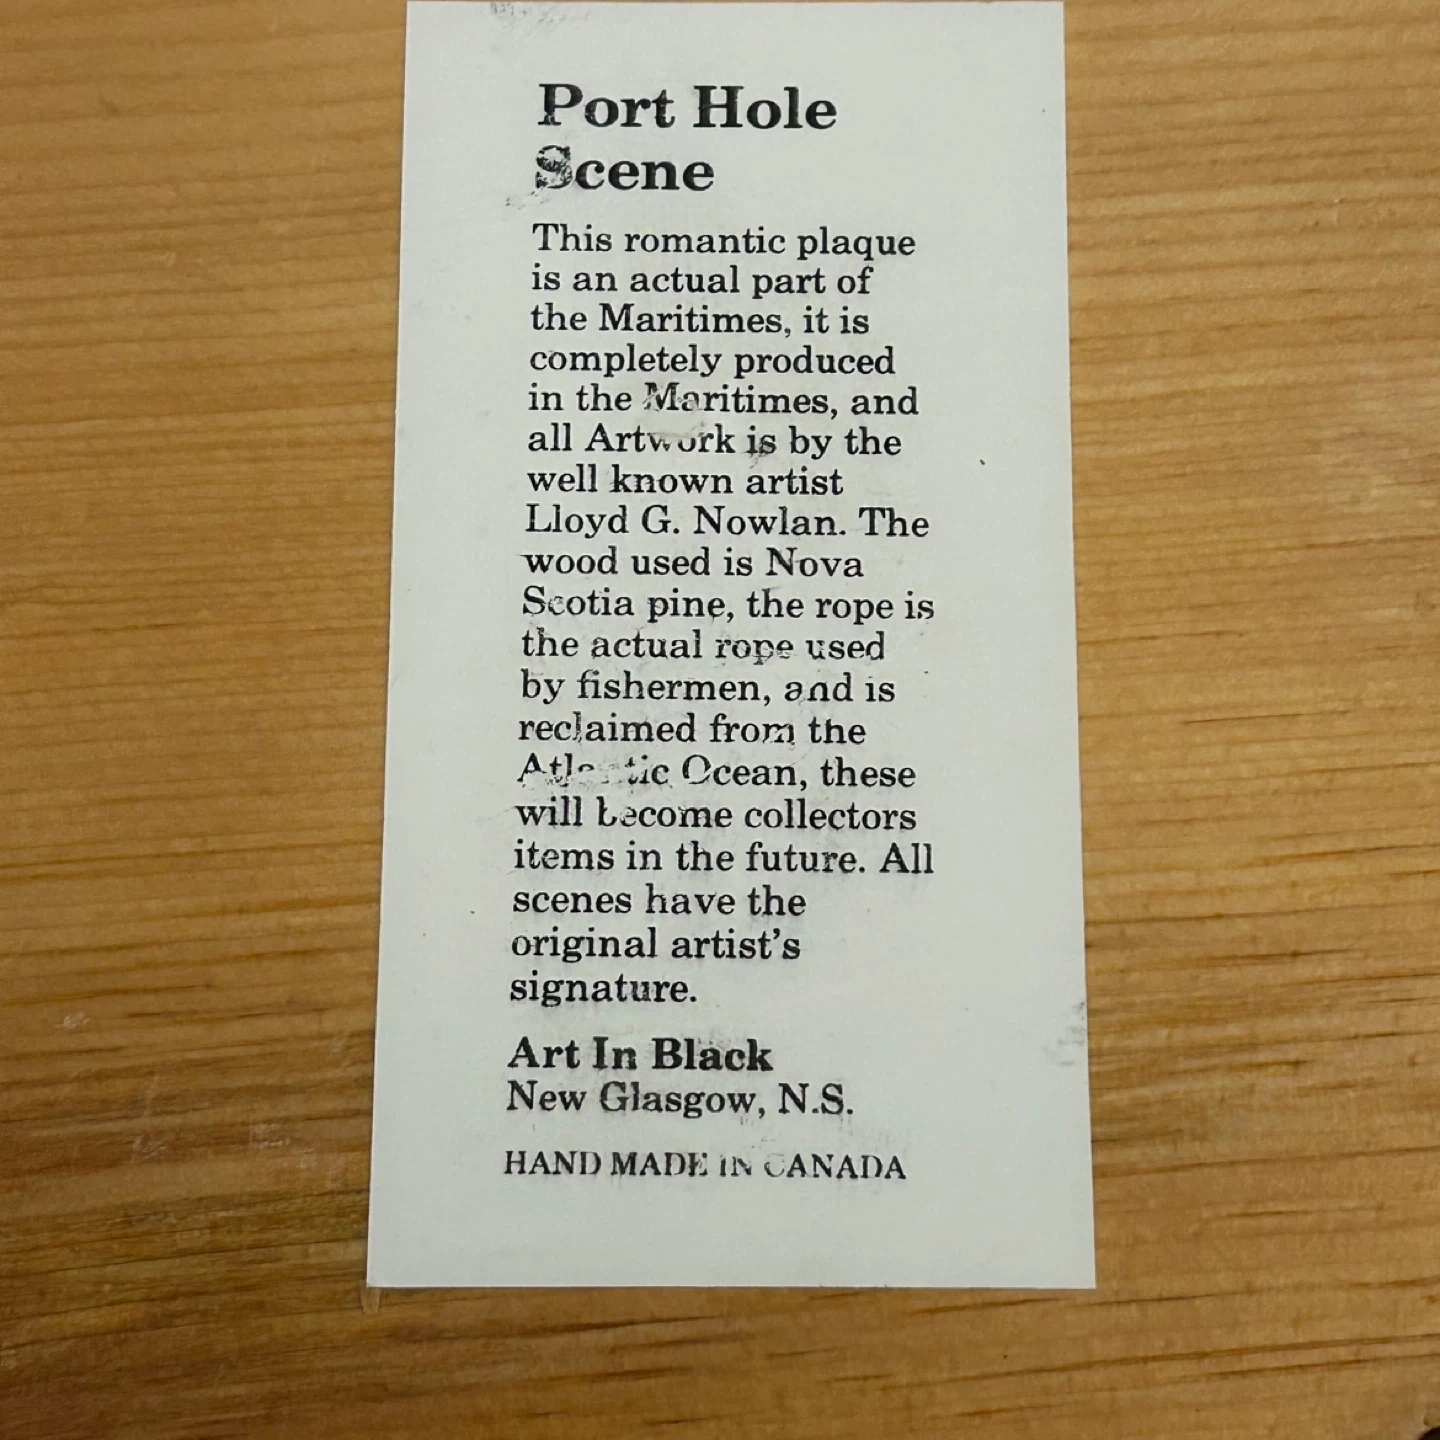 Port Hole
Scene
This romantic plaque
is an actual part of
the Maritimes, it is
completely produced
in the Maritimes, and
all Artwork is by the
well known artist
Lloyd G. Nowlan. The
wood used is Nova
Scotia pine, the rope is
the actual rope used
by fishermen, and is
reclaimed from the
Atlantic Ocean, these
will become collectors
items in the future. All
scenes have the
original artist's
signature.
Art In Black
New Glasgow, N.S.
HAND MADE IN CANADA